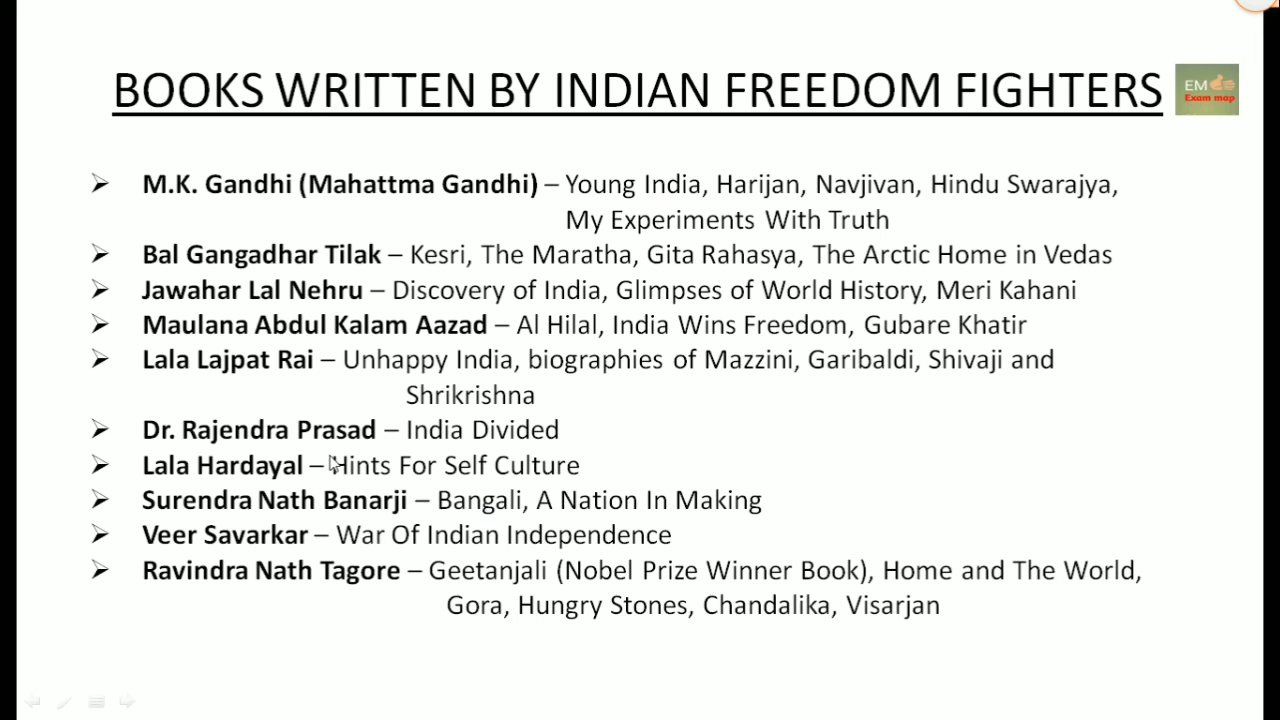 BOOKS WRITTEN BY INDIAN FREEDOM FIGHTERS
EM
Exam map
➢ M.K. Gandhi (Mahattma Gandhi) – Young India, Harijan, Navjivan, Hindu Swarajya,
My Experiments With Truth
➢ Bal Gangadhar Tilak – Kesri, The Maratha, Gita Rahasya, The Arctic Home in Vedas
➢ Jawahar Lal Nehru – Discovery of India, Glimpses of World History, Meri Kahani
➢ Maulana Abdul Kalam Aazad – Al Hilal, India Wins Freedom, Gubare Khatir
➢ Lala Lajpat Rai – Unhappy India, biographies of Mazzini, Garibaldi, Shivaji and
Shrikrishna
➢ Dr. Rajendra Prasad – India Divided
➢ Lala Hardayal – Hints For Self Culture
➢ Surendra Nath Banarji – Bangali, A Nation In Making
➢ Veer Savarkar – War Of Indian Independence
➢ Ravindra Nath Tagore – Geetanjali (Nobel Prize Winner Book), Home and The World,
Gora, Hungry Stones, Chandalika, Visarjan